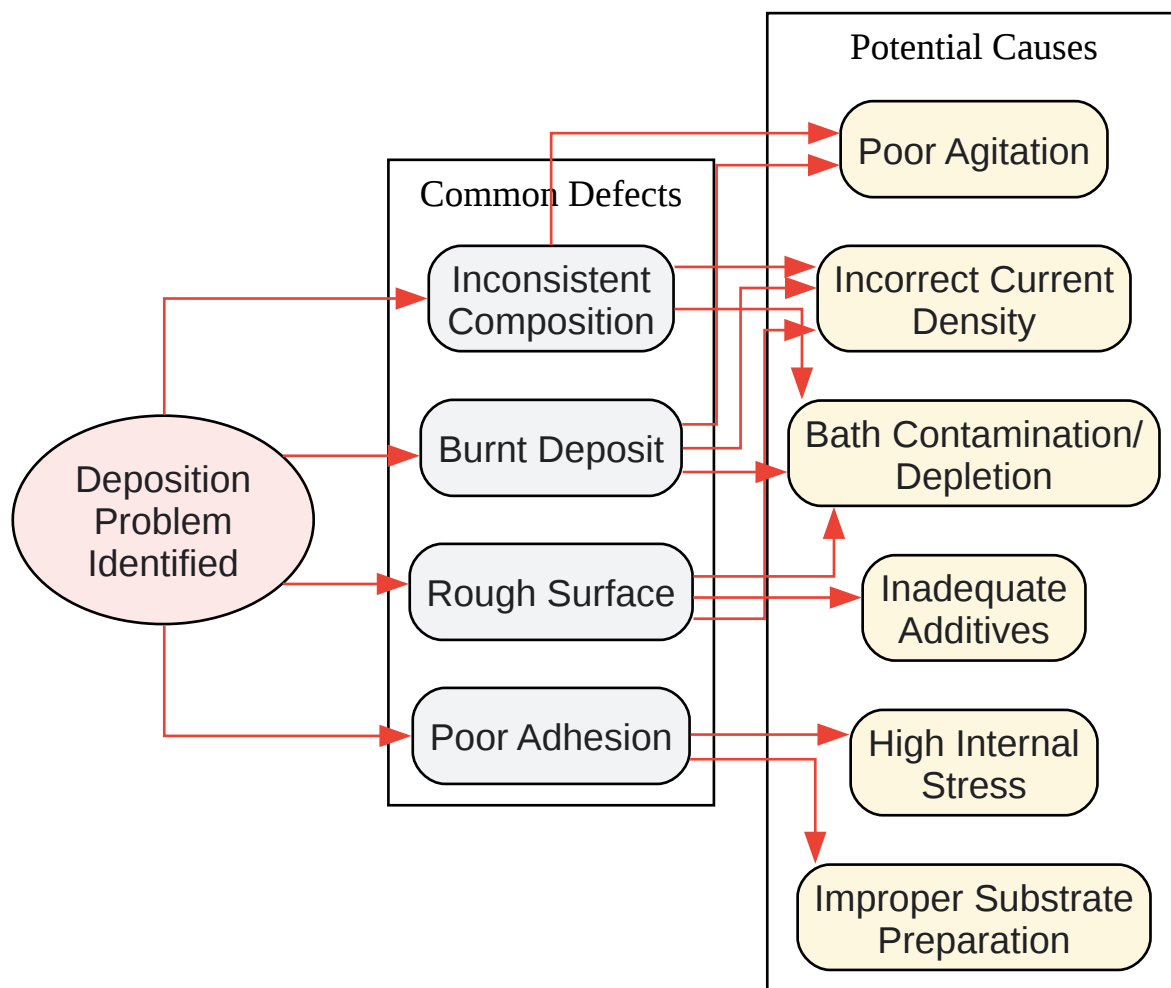 Potential Causes
Poor Agitation
Common Defects
Inconsistent
Composition
Incorrect Current
Density
Burnt Deposit
Bath Contamination/
Depletion
Deposition
Problem
Identified
Rough Surface
Inadequate
Additives
Poor Adhesion
High Internal
Stress
Improper Substrate
Preparation